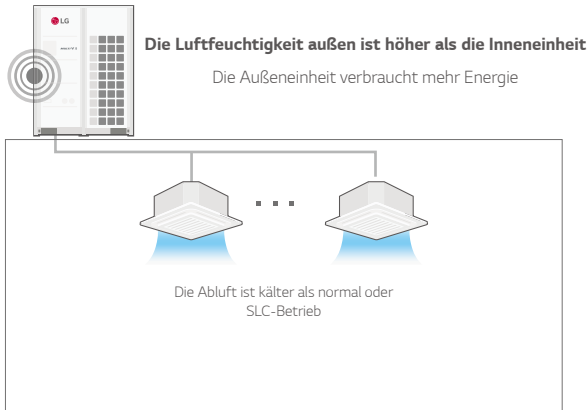 LG
Die Luftfeuchtigkeit außen ist höher als die Inneneinheit
Die Außeneinheit verbraucht mehr Energie
Die Abluft ist kälter als normal oder
SLC-Betrieb